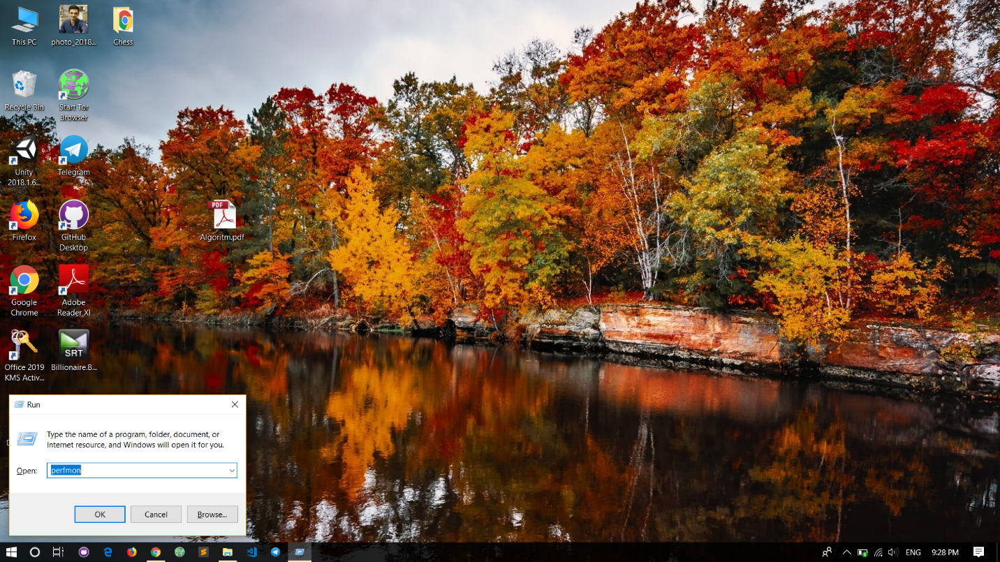 This PC
photo_2018...
Chess
Recycle Bin
Start Tor
Browser
Unity
2018.1.6...
Telegram
Firefox
GitHub
Desktop
PDF
Algoritm.pdf
Google
Chrome
Adobe
Reader XI
Office 2019
KMS Activ...
SRT
Billionaire.B...
Run
Type the name of a program, folder, document, or
Internet resource, and Windows will open it for you.
Open:
perfmon
OK
Cancel
Browse...
ENG
9:28 PM